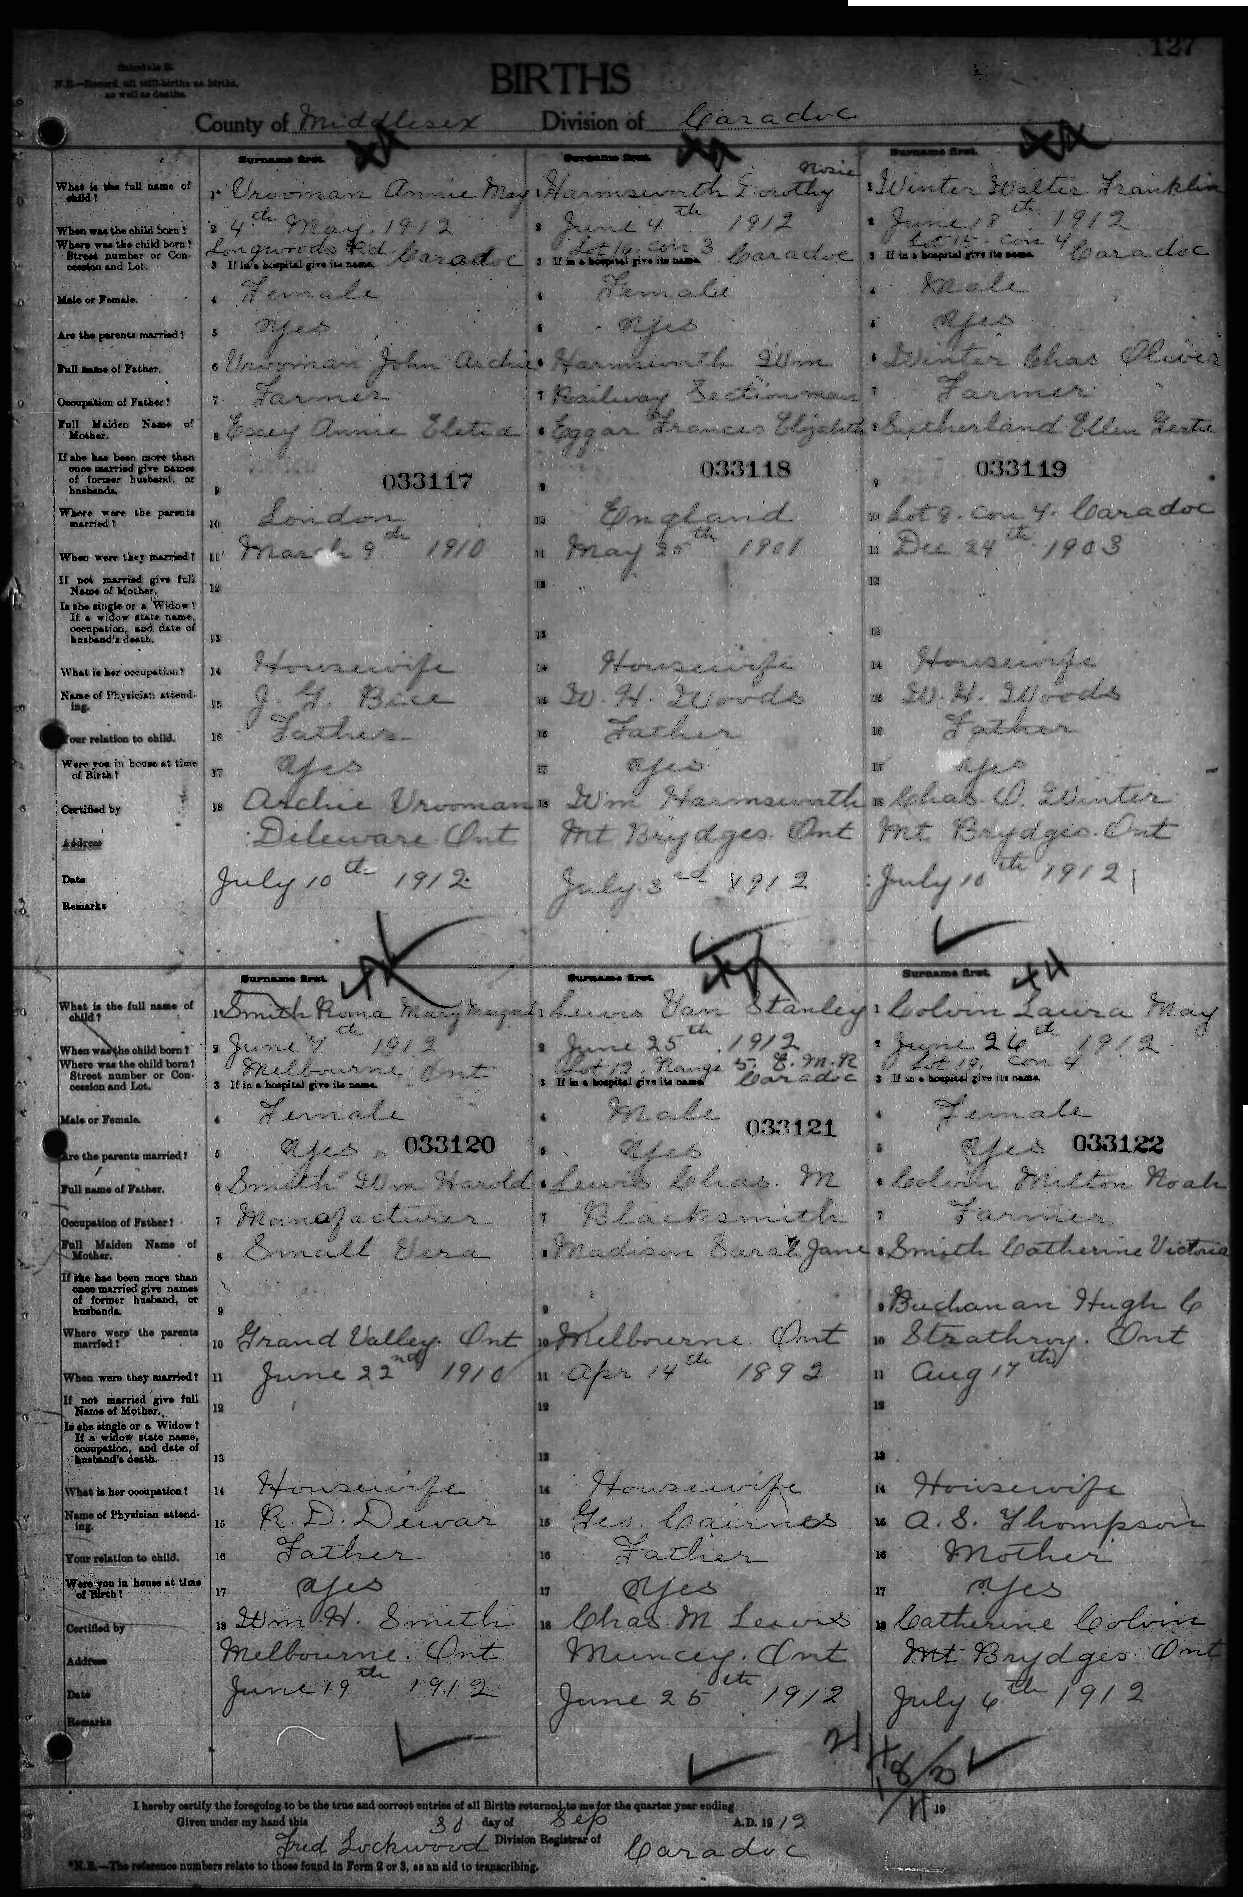 127
Schedule B.
N.B.—Record all still-births as births,
as well as deaths.
BIRTHS
County of Middlesex Division of Caradoc
Surname first.
What is the full name of child? 1 Vrooman Annie May
When was the child born? 2 4th May 1912
Where was the child born? Street number or Concession and Lot. Longwoods Rd Caradoc
3 If in a hospital give its name.
Male or Female. 4 Female
Are the parents married? 5 Yes
Full name of Father. 6 Vrooman John Archie
Occupation of Father? 7 Farmer
Full Maiden Name of Mother. 8 Annie
If she has been more than once married give names of former husband, or husbands. 9
033117
Where were the parents married? 10 London
When were they married? 11 March 9th 1910
If not married give full Name of Mother. 12
Is she single or a Widow? If a widow state name, occupation, and date of husband's death. 13
What is her occupation? 14 Housewife
Name of Physician attending. 15 J. G. Bice
Your relation to child. 16 Father
Were you in house at time of Birth? 17 Yes
Certified by 18 Archie Vrooman
Address Dileware Ont
Date July 10th 1912
Remarks
Surname first.
Rosie
1 Harmsworth Dorothy
2 June 4th 1912
Lot 16 con 3 Caradoc
3 If in a hospital give its name.
4 Female
5 Yes
6 Harmsworth Wm
7 Railway Sectionman
8 Eggar Frances Elizabeth
9
033118
10 England
11 May 25th 1901
12
13
14 Housewife
15 W. H. Woods
16 Father
17 Yes
18 Wm Harmsworth
Mt Brydges Ont
July 3rd 1912
Surname first.
1 Winter Walter Franklin
2 June 18th 1912
Lot 15 con 4 Caradoc
3 If in a hospital give its name.
4 Male
5 Yes
6 Winter Chas Oliver
7 Farmer
8 Sutherland Ellen Gertie
9
033119
10 Lot 9. con 4. Caradoc
11 Dec 24th 1903
12
13
14 Housewife
15 W. H. Woods
16 Father
17 Yes
18 Chas. O. Winter
Mt Brydges. Ont
July 10th 1912
Surname first.
What is the full name of child? 1 Smith Roma Mary
When was the child born? 2 June 7th 1912
Where was the child born? Street number or Concession and Lot. Melbourne Ont
3 If in a hospital give its name.
Male or Female. 4 Female
Are the parents married? 5 Yes 033120
Full name of Father. 6 Smith Wm Harold
Occupation of Father? 7 Manofacturer
Full Maiden Name of Mother. 8 Small Vera
If she has been more than once married give names of former husband, or husbands. 9
Where were the parents married? 10 Grand Valley. Ont
When were they married? 11 June 22nd 1910
If not married give full Name of Mother. 12
Is she single or a Widow? If a widow state name, occupation, and date of husband's death. 13
What is her occupation? 14 Housewife
Name of Physician attending. 15 R. D. Dewar
Your relation to child. 16 Father
Were you in house at time of Birth? 17 Yes
Certified by 18 Wm H. Smith
Address Melbourne. Ont
Date June 19th 1912
Remarks
Surname first.
1 Lewis Van Stanley
2 June 25th 1912
Lot 12 Range 5. E. M. R Caradoc
3 If in a hospital give its name
4 Male
033121
5 Yes
6 Lewis Chas. M
7 Blacksmith
8 Madison Sarah Jane
9
10 Melbourne Ont
11 Apr 14th 1892
12
13
14 Housewife
15 Geo. Cairnes
16 Father
17 Yes
18 Chas M Lewis
Muncey. Ont
June 25th 1912
Surname first.
1 Colvin Laura May
2 June 26th 1912
Lot 19. con 4
3 If in a hospital give its name.
4 Female
5 Yes 033122
6 Colvin Milton Noah
7 Farmer
8 Smith Catherine Victoria
9 Buchanan Hugh C
10 Strathroy. Ont
11 Aug 17th
12
13
14 Housewife
15 A. S. Thompson
16 Mother
17 Yes
18 Catherine Colvin
Mt Brydges Ont
July 6th 1912
I hereby certify the foregoing to be the true and correct entries of all Births returned to me for the quarter year ending 19
Given under my hand this 30 day of Sep A.D. 1912
Fred Lockwood Division Registrar of Caradoc
*N.B.—The reference numbers relate to those found in Form 2 or 3, as an aid to transcribing.